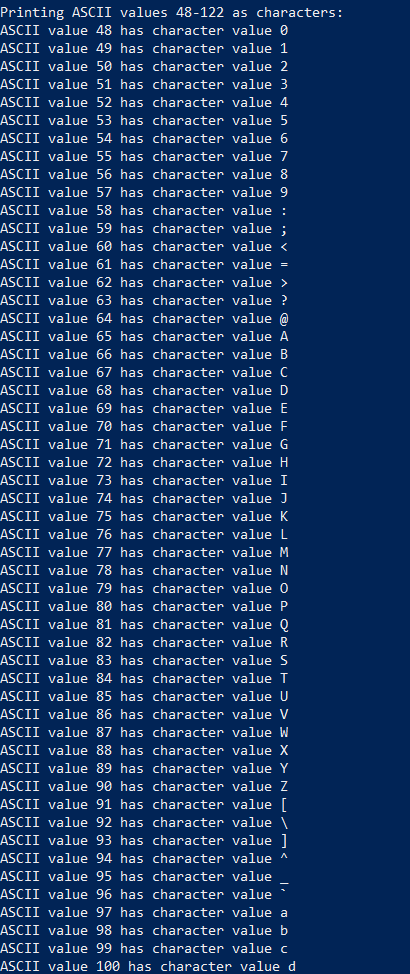 Printing ASCII values 48-122 as characters:
ASCII value 48 has character value 0
ASCII value 49 has character value 1
ASCII value 50 has character value 2
ASCII value 51 has character value 3
ASCII value 52 has character value 4
ASCII value 53 has character value 5
ASCII value 54 has character value 6
ASCII value 55 has character value 7
ASCII value 56 has character value 8
ASCII value 57 has character value 9
ASCII value 58 has character value :
ASCII value 59 has character value ;
ASCII value 60 has character value <
ASCII value 61 has character value =
ASCII value 62 has character value >
ASCII value 63 has character value ?
ASCII value 64 has character value @
ASCII value 65 has character value A
ASCII value 66 has character value B
ASCII value 67 has character value C
ASCII value 68 has character value D
ASCII value 69 has character value E
ASCII value 70 has character value F
ASCII value 71 has character value G
ASCII value 72 has character value H
ASCII value 73 has character value I
ASCII value 74 has character value J
ASCII value 75 has character value K
ASCII value 76 has character value L
ASCII value 77 has character value M
ASCII value 78 has character value N
ASCII value 79 has character value O
ASCII value 80 has character value P
ASCII value 81 has character value Q
ASCII value 82 has character value R
ASCII value 83 has character value S
ASCII value 84 has character value T
ASCII value 85 has character value U
ASCII value 86 has character value V
ASCII value 87 has character value W
ASCII value 88 has character value X
ASCII value 89 has character value Y
ASCII value 90 has character value Z
ASCII value 91 has character value [
ASCII value 92 has character value \
ASCII value 93 has character value ]
ASCII value 94 has character value ^
ASCII value 95 has character value _
ASCII value 96 has character value `
ASCII value 97 has character value a
ASCII value 98 has character value b
ASCII value 99 has character value c
ASCII value 100 has character value d